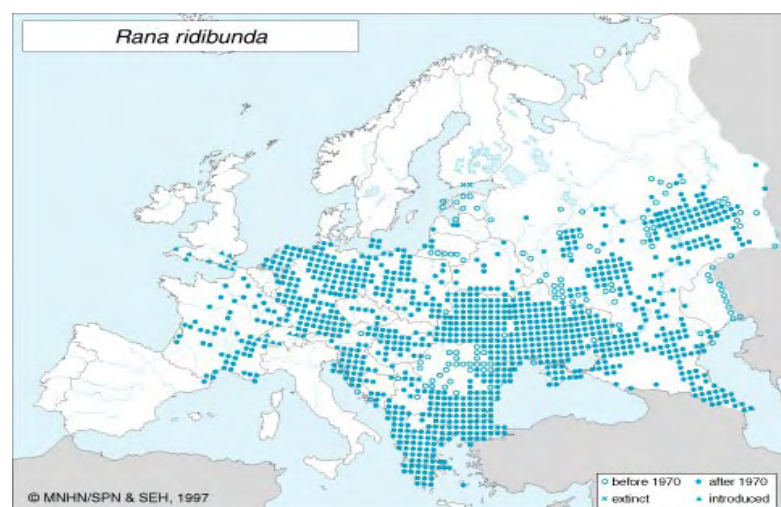 Rana ridibunda
before 1970 after 1970
extinct introduced
© MNHN/SPN & SEH, 1997